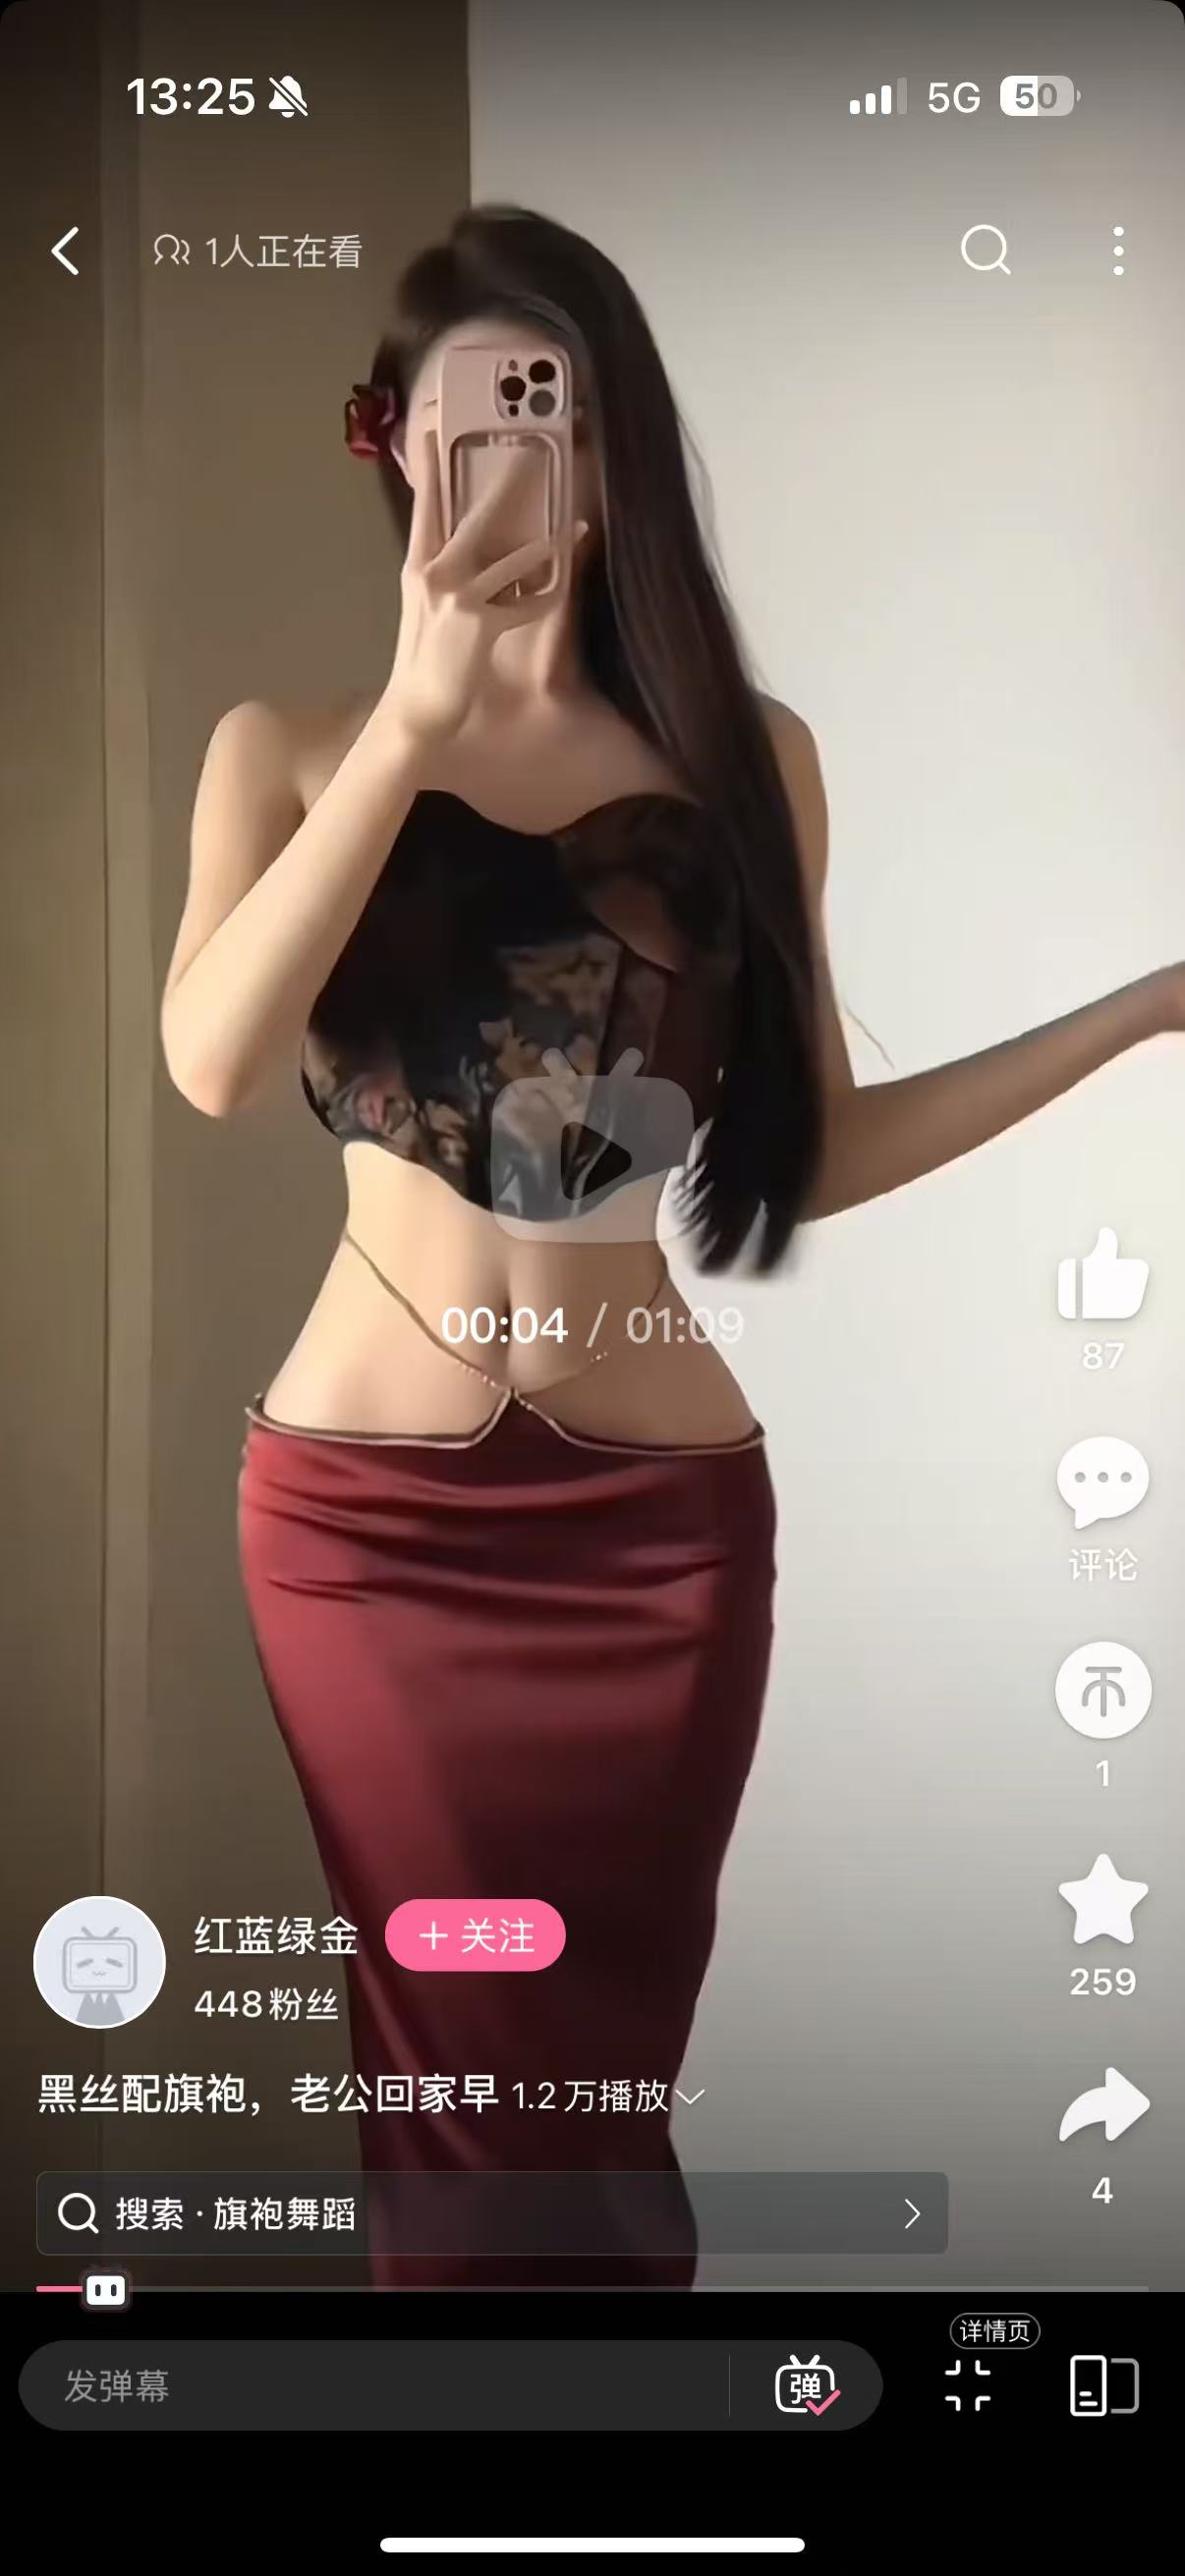 13:25
5G
50
1人正在看
00:04 / 01:09
87
评论
1
259
红蓝绿金
+ 关注
448粉丝
黑丝配旗袍，老公回家早 1.2万播放
4
搜索 · 旗袍舞蹈
详情页
发弹幕
弹